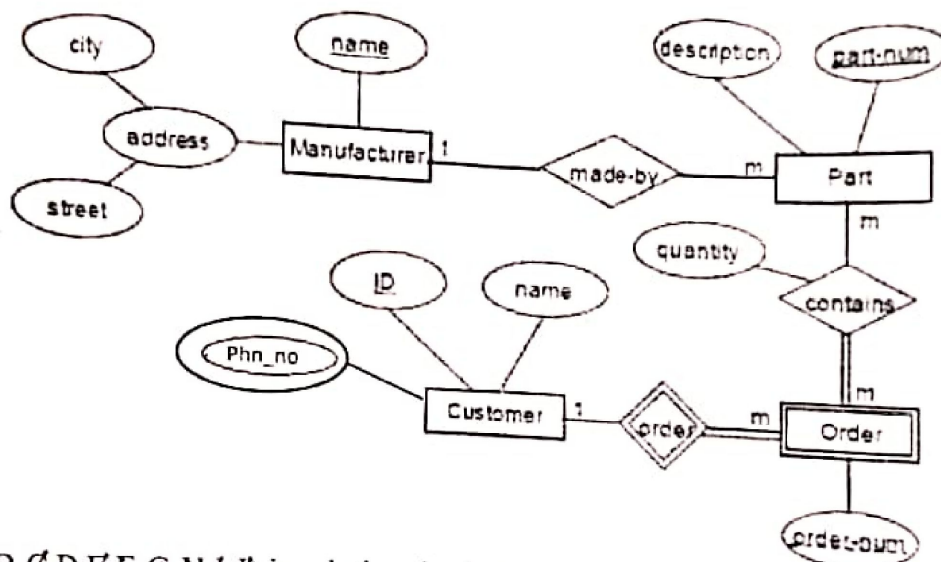 city
name
description
part-num
address
Manufacturer
1
made-by
m
Part
street
m
quantity
ID
name
contains
Phn_no
m
Customer
1
order
m
Order
order-num